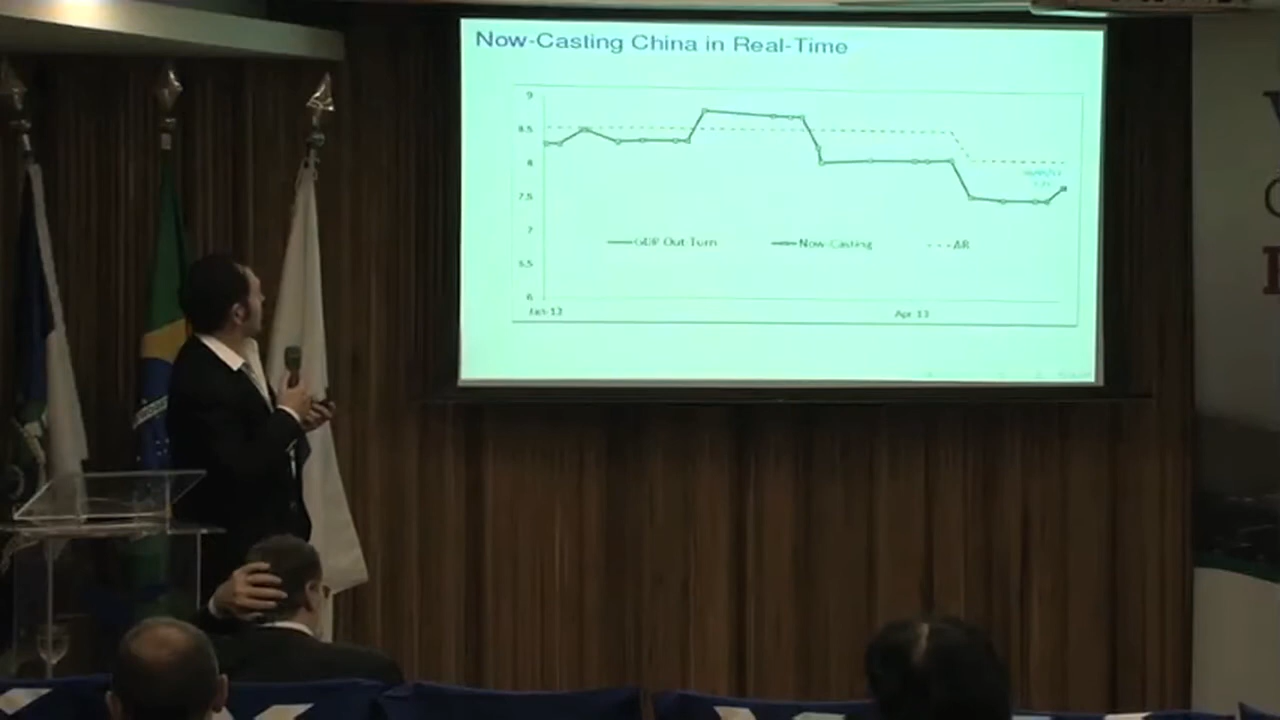 Now-Casting China in Real-Time
9
8.5
8
7.5
7
6.5
6
GDP Out Turn
Now-Casting
AR
Jan-13
Apr 13